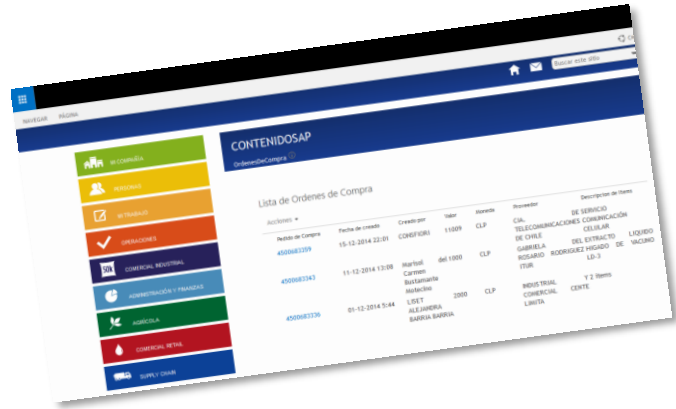 NAVEGAR PÁGINA
Buscar este sitio
CONTENIDOSAP
OrdenesDeCompra
MI COMPAÑÍA
PERSONAS
MI TRABAJO
OPERACIONES
COMERCIAL INDUSTRIAL
ADMINISTRACIÓN Y FINANZAS
AGRÍCOLA
COMERCIAL RETAIL
SUPPLY CHAIN
Lista de Ordenes de Compra
Acciones
Pedido de Compra Fecha de creado Creado por Valor Moneda Proveedor Descripcion de Items
4500683359 15-12-2014 22:01 CONSFIORI 11009 CLP CIA. DE SERVICIO
TELECOMUNICACIONES COMUNICACIÓN
DE CHILE CELULAR
4500683343 11-12-2014 13:08 Marisol del 1000 CLP GABRIELA DEL EXTRACTO LIQUIDO
Carmen ROSARIO RODRIGUEZ HIGADO DE VACUNO
Bustamante ITUR LD-3
4500683336 01-12-2014 5:44 LISET 2000 CLP INDUSTRIAL Y 2 Items
ALEJANDRA COMERCIAL CENTE
BARRIA BARRIA LIMITA